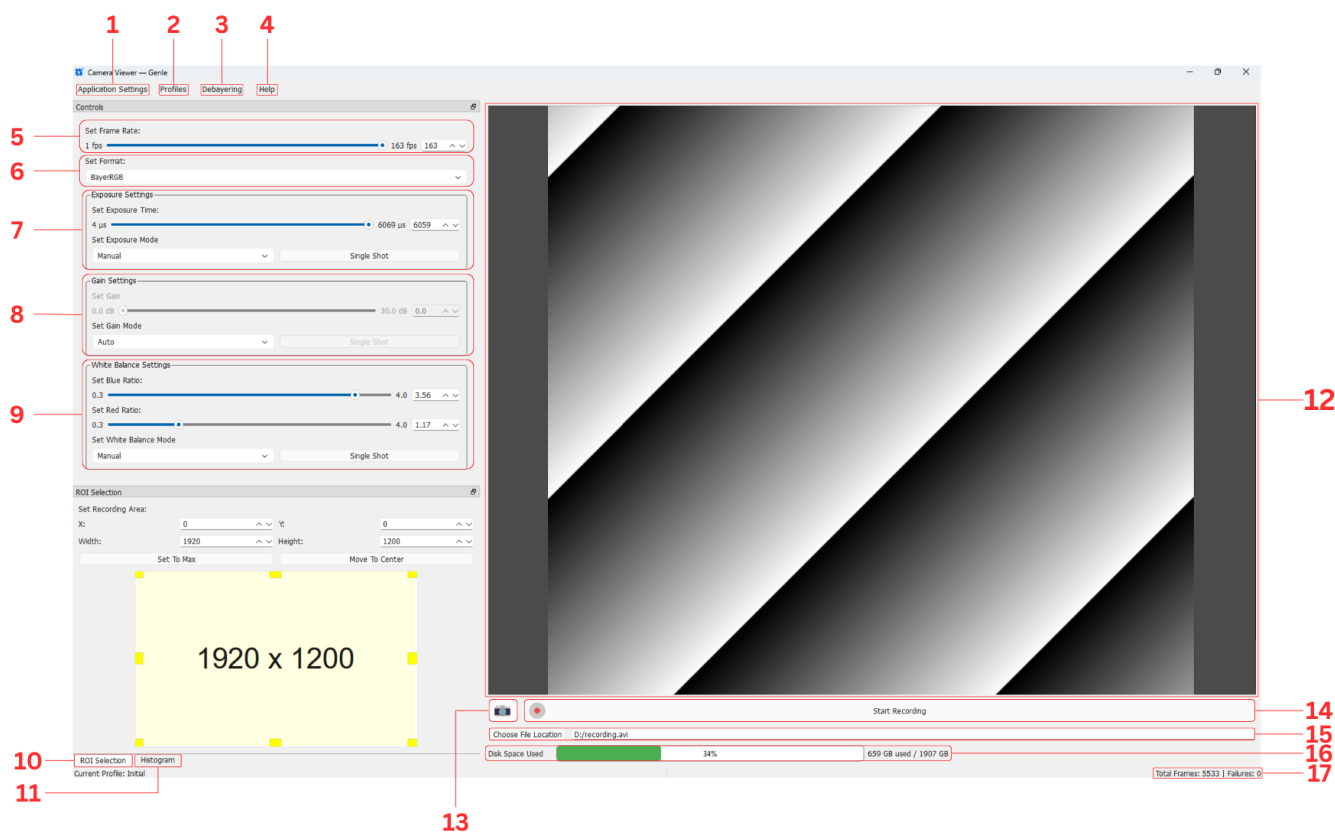 1 2 3 4
Camera Viewer — Genie
Application Settings Profiles Debayering Help
Controls
5
Set Frame Rate:
1 fps 163 fps 163
6
Set Format:
BayerRG8
Exposure Settings
Set Exposure Time:
7
4 µs 6069 µs 6059
Set Exposure Mode
Manual Single Shot
Gain Settings
Set Gain
8
0.0 dB 30.0 dB 0.0
Set Gain Mode
Auto Single Shot
White Balance Settings
Set Blue Ratio:
0.3 4.0 3.56
9
Set Red Ratio:
0.3 4.0 1.17
Set White Balance Mode
Manual Single Shot
12
ROI Selection
Set Recording Area:
X: 0 Y: 0
Width: 1920 Height: 1200
Set To Max Move To Center
1920 x 1200
10
ROI Selection Histogram
Current Profile: Initial
11
13
Start Recording
14
Choose File Location D:/recording.avi
15
Disk Space Used 34% 659 GB used / 1907 GB
16
Total Frames: 5533 | Failures: 0
17